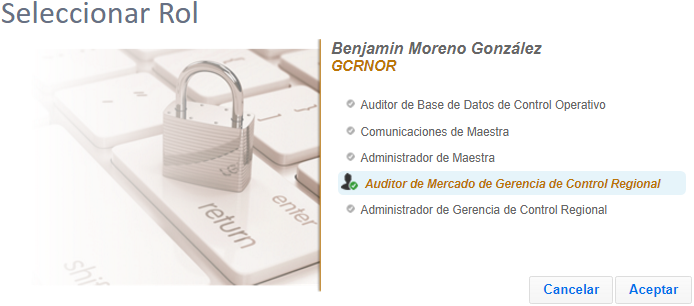 Seleccionar Rol
Benjamin Moreno González
GCRNOR
Auditor de Base de Datos de Control Operativo
Comunicaciones de Maestra
Administrador de Maestra
Auditor de Mercado de Gerencia de Control Regional
Administrador de Gerencia de Control Regional
enter
return
shift
Cancelar
Aceptar